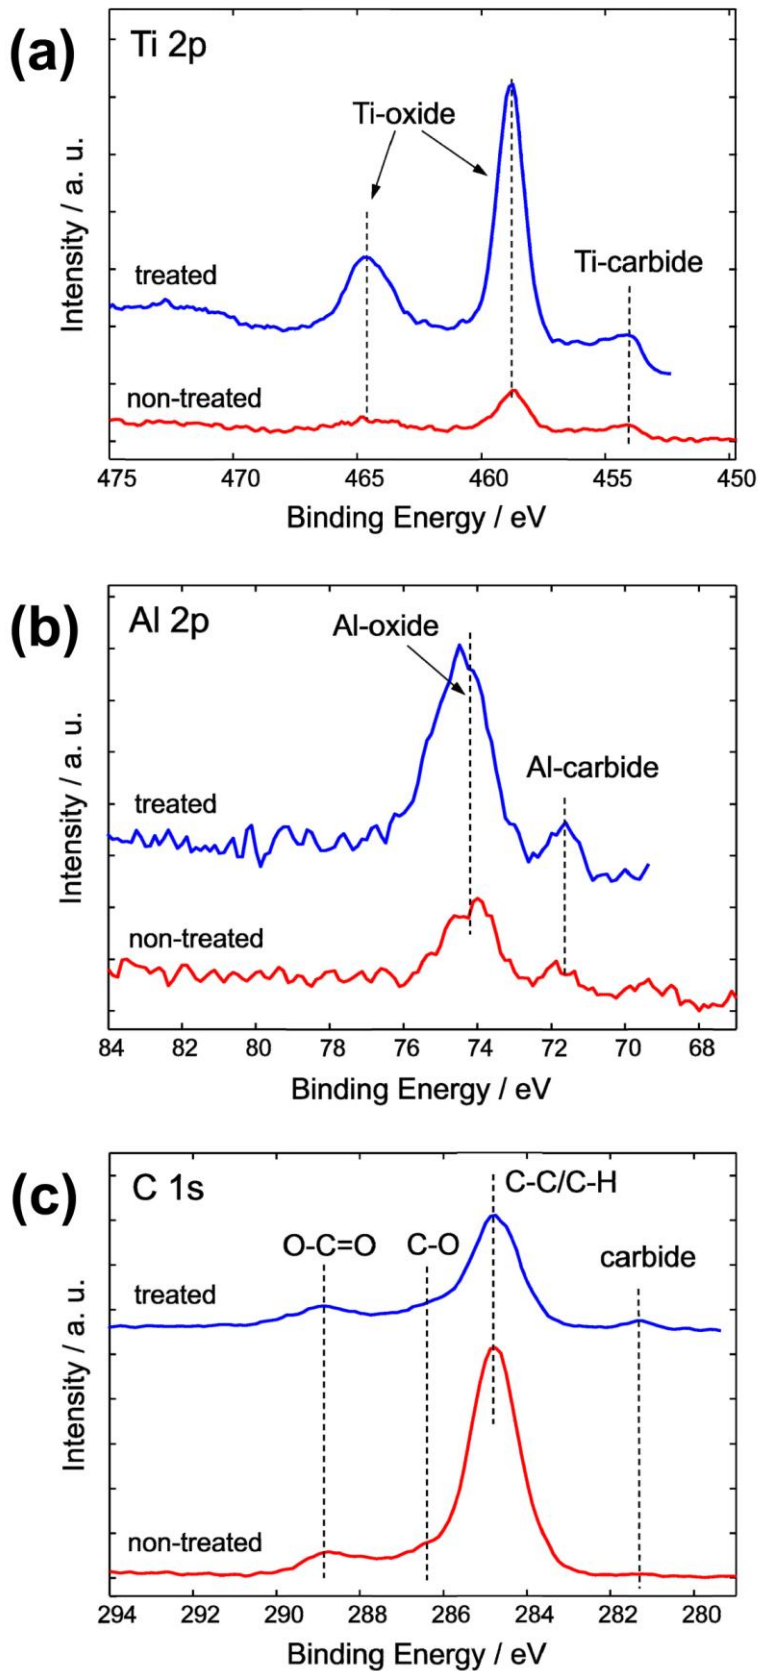 (a)
Ti 2p
Ti-oxide
Ti-carbide
treated
non-treated
Intensity / a. u.
475 470 465 460 455 450
Binding Energy / eV
(b)
Al 2p
Al-oxide
Al-carbide
treated
non-treated
Intensity / a. u.
84 82 80 78 76 74 72 70 68
Binding Energy / eV
(c)
C 1s
C-C/C-H
O-C=O C-O carbide
treated
non-treated
Intensity / a. u.
294 292 290 288 286 284 282 280
Binding Energy / eV